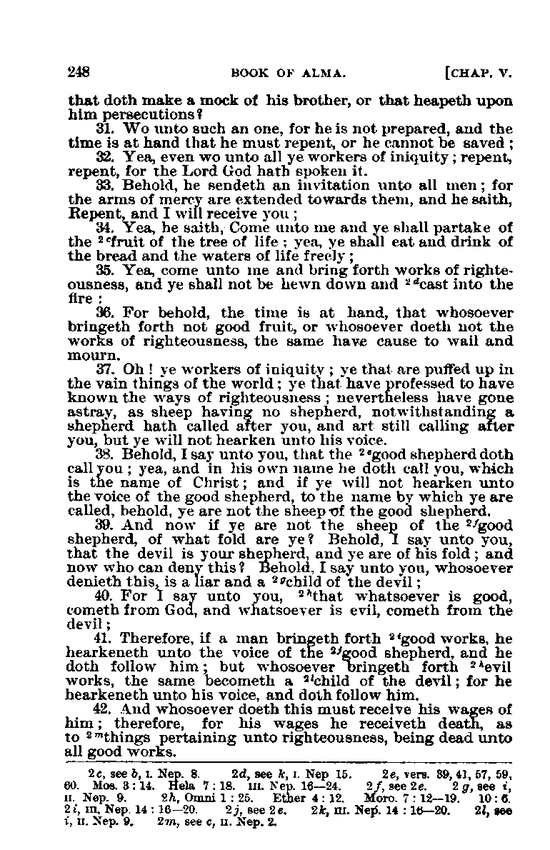 248 BOOK OF ALMA. [CHAP. V.
that doth make a mock of his brother, or that heapeth upon
him persecutions?
31. Wo unto such an one, for he is not prepared, and the
time is at hand that he must repent, or he cannot be saved;
32. Yea, even wo unto all ye workers of iniquity; repent,
repent, for the Lord God hath spoken it.
33. Behold, he sendeth an invitation unto all men; for
the arms of mercy are extended towards them, and he saith,
Repent, and I will receive you;
34. Yea, he saith, Come unto me and ye shall partake of
the ²ᶜfruit of the tree of life; yea, ye shall eat and drink of
the bread and the waters of life freely;
35. Yea, come unto me and bring forth works of righte-
ousness, and ye shall not be hewn down and ²ᵈcast into the
fire:
36. For behold, the time is at hand, that whosoever
bringeth forth not good fruit, or whosoever doeth not the
works of righteousness, the same have cause to wail and
mourn.
37. Oh! ye workers of iniquity; ye that are puffed up in
the vain things of the world; ye that have professed to have
known the ways of righteousness; nevertheless have gone
astray, as sheep having no shepherd, notwithstanding a
shepherd hath called after you, and art still calling after
you, but ye will not hearken unto his voice.
38. Behold, I say unto you, that the ²ᵉgood shepherd doth
call you; yea, and in his own name he doth call you, which
is the name of Christ; and if ye will not hearken unto
the voice of the good shepherd, to the name by which ye are
called, behold, ye are not the sheep of the good shepherd.
39. And now if ye are not the sheep of the ²ᶠgood
shepherd, of what fold are ye? Behold, I say unto you,
that the devil is your shepherd, and ye are of his fold; and
now who can deny this? Behold, I say unto you, whosoever
denieth this, is a liar and a ²ᵍchild of the devil;
40. For I say unto you, ²ʰthat whatsoever is good,
cometh from God, and whatsoever is evil, cometh from the
devil;
41. Therefore, if a man bringeth forth ²ⁱgood works, he
hearkeneth unto the voice of the ²ʲgood shepherd, and he
doth follow him; but whosoever bringeth forth ²ᵏevil
works, the same becometh a ²ˡchild of the devil; for he
hearkeneth unto his voice, and doth follow him.
42. And whosoever doeth this must receive his wages of
him; therefore, for his wages he receiveth death, as
to ²ᵐthings pertaining unto righteousness, being dead unto
all good works.
2c, see b, I. Nep. 8. 2d, see k, I. Nep 15. 2e, vers. 39, 41, 57, 59,
60. Mos. 3:14. Hela 7:18. III. Nep. 16—24. 2f, see 2e. 2g, see i,
II. Nep. 9. 2h, Omni 1:25. Ether 4:12. Moro. 7:12—19. 10:6.
2i, III. Nep. 14:16—20. 2j, see 2e. 2k, III. Nep. 14:16—20. 2l, see
i, II. Nep. 9. 2m, see c, II. Nep. 2.